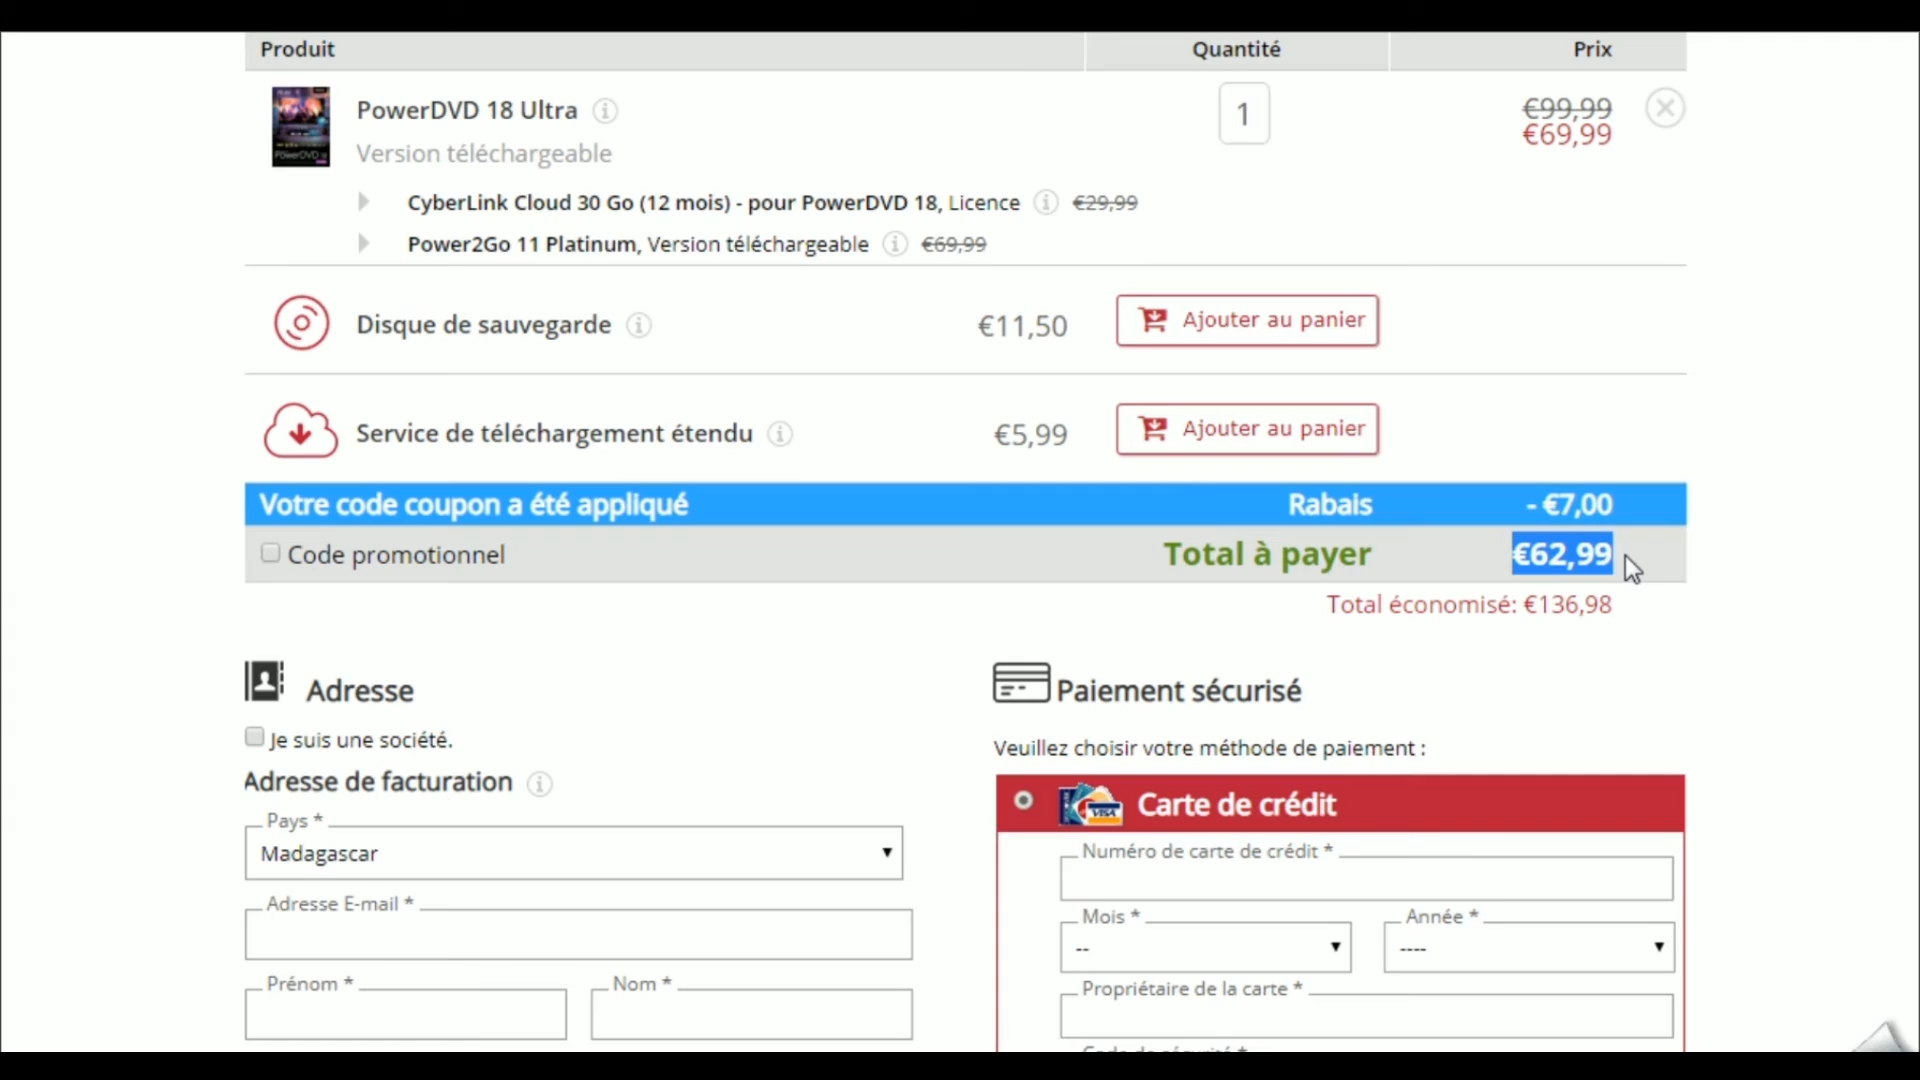 Produit Quantité Prix
PowerDVD 18 Ultra 1 €99,99
€69,99
Version téléchargeable
CyberLink Cloud 30 Go (12 mois) - pour PowerDVD 18, Licence €29,99
Power2Go 11 Platinum, Version téléchargeable €69,99
Disque de sauvegarde €11,50 Ajouter au panier
Service de téléchargement étendu €5,99 Ajouter au panier
Votre code coupon a été appliqué Rabais - €7,00
Code promotionnel Total à payer €62,99
Total économisé: €136,98
Adresse
Je suis une société.
Adresse de facturation
Pays *
Madagascar
Adresse E-mail *
Prénom * Nom *
Paiement sécurisé
Veuillez choisir votre méthode de paiement :
VISA Carte de crédit
Numéro de carte de crédit *
Mois * Année *
-- ----
Propriétaire de la carte *